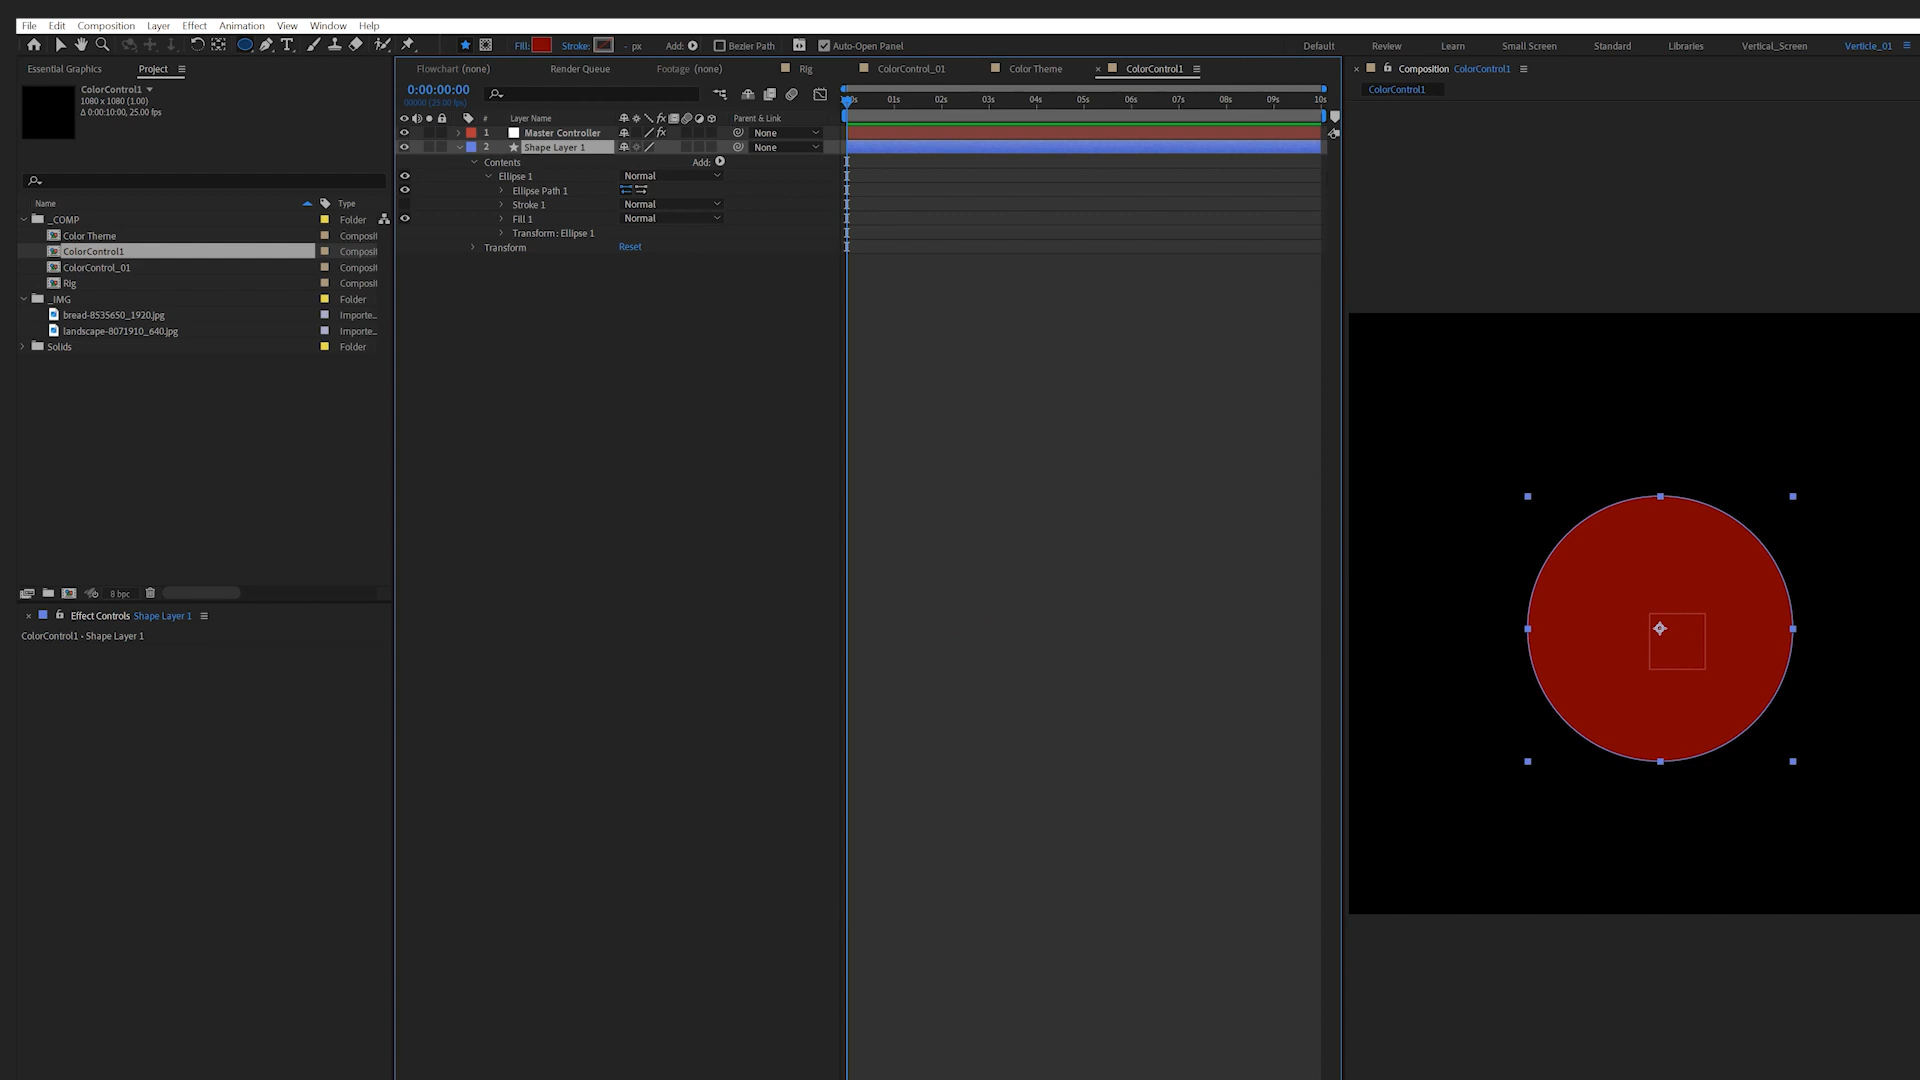 File Edit Composition Layer Effect Animation View Window Help
Fill: Stroke: - px Add: Bezier Path Auto-Open Panel Default Review Learn Small Screen Standard Libraries Vertical_Screen Verticle_01
Essential Graphics Project
ColorControl1
1080 x 1080 (1.00)
Δ 0:00:10:00, 25.00 fps
Name Type
_COMP Folder
Color Theme Composit
ColorControl1 Composit
ColorControl_01 Composit
Rig Composit
_IMG Folder
bread-8535650_1920.jpg Importe...
landscape-8071910_640.jpg Importe...
Solids Folder
8 bpc
Effect Controls Shape Layer 1
ColorControl1 • Shape Layer 1
Flowchart (none) Render Queue Footage (none) Rig ColorControl_01 Color Theme ColorControl1
0:00:00:00
00000 (25.00 fps)
01s 02s 03s 04s 05s 06s 07s 08s 09s 10s
# Layer Name Parent & Link
1 Master Controller None
2 Shape Layer 1 None
Contents Add:
Ellipse 1 Normal
Ellipse Path 1
Stroke 1 Normal
Fill 1 Normal
Transform: Ellipse 1
Transform Reset
Composition ColorControl1
ColorControl1